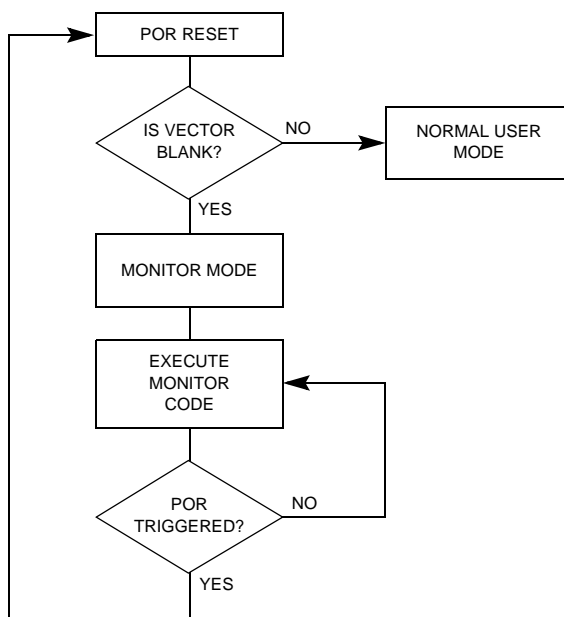 POR RESET
IS VECTOR
BLANK?
NO
NORMAL USER
MODE
YES
MONITOR MODE
EXECUTE
MONITOR
CODE
POR
TRIGGERED?
NO
YES